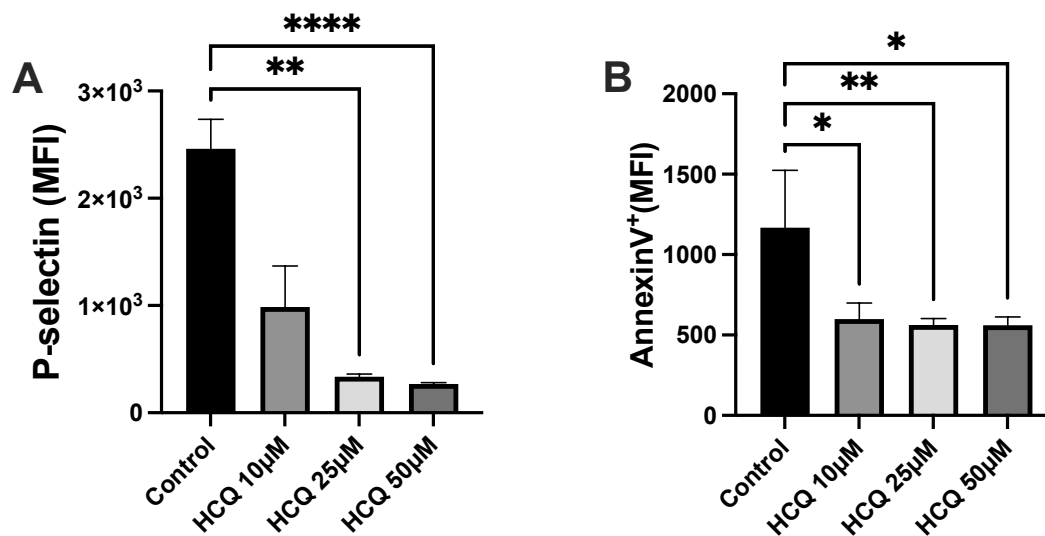 A
P-selectin (MFI)
3×10³
2×10³
1×10³
0
****
**
Control
HCQ 10µM
HCQ 25µM
HCQ 50µM
B
AnnexinV⁺(MFI)
2000
1500
1000
500
0
*
**
*
Control
HCQ 10µM
HCQ 25µM
HCQ 50µM